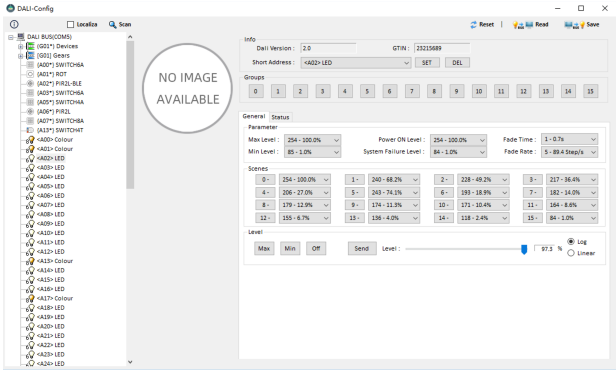 DALI-Config
Localiza Scan Reset | Read Save
DALI BUS(COM5)
(G01*) Devices
(G01) Gears
(A00*) SWITCH6A
(A01*) ROT
(A02*) PIR2L-BLE
(A03*) SWITCH6A
(A05*) SWITCH4A
(A06*) PIR2L
(A07*) SWITCH8A
(A13*) SWITCH4T
<A00> Colour
<A01> Colour
<A02> LED
<A03> LED
<A04> LED
<A05> LED
<A06> LED
<A07> LED
<A08> LED
<A09> LED
<A10> LED
<A11> LED
<A12> LED
<A13> Colour
<A14> LED
<A15> LED
<A16> LED
<A17> Colour
<A18> LED
<A19> LED
<A20> LED
<A21> LED
<A22> LED
<A23> LED
<A24> LED
NO IMAGE
AVAILABLE
Info
Dali Version : 2.0 GTIN : 23215689
Short Address : <A02> LED SET DEL
Groups
0 1 2 3 4 5 6 7 8 9 10 11 12 13 14 15
General Status
Parameter
Max Level : 254 - 100.0% Power ON Level : 254 - 100.0% Fade Time : 1 - 0.7s
Min Level : 85 - 1.0% System Failure Level : 84 - 1.0% Fade Rate : 5 - 89.4 Step/s
Scenes
0 - 254 - 100.0% 1 - 240 - 68.2% 2 - 228 - 49.2% 3 - 217 - 36.4%
4 - 206 - 27.0% 5 - 243 - 74.1% 6 - 193 - 18.9% 7 - 182 - 14.0%
8 - 179 - 12.9% 9 - 174 - 11.3% 10 - 171 - 10.4% 11 - 164 - 8.6%
12 - 155 - 6.7% 13 - 136 - 4.0% 14 - 118 - 2.4% 15 - 84 - 1.0%
Level
Max Min Off Send Level : 97.3 % Log
Linear